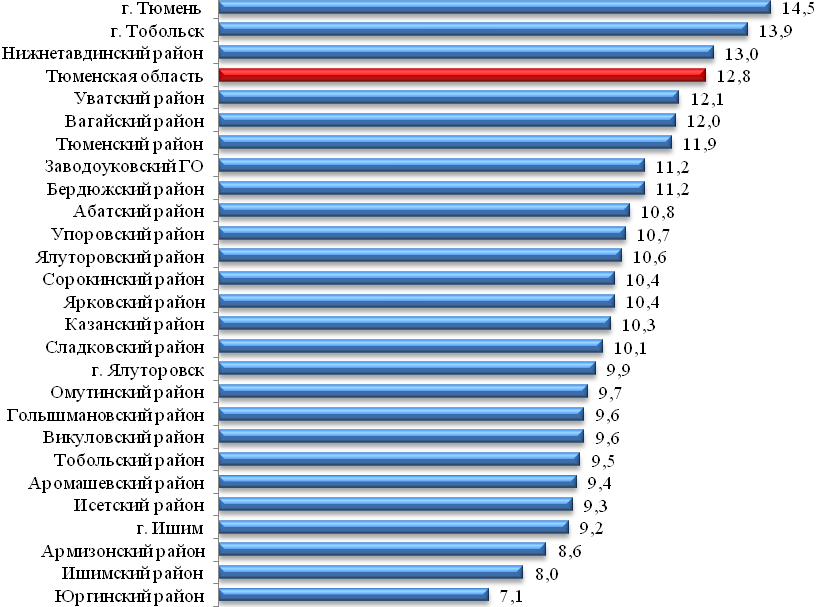 г. Тюмень 14,5
г. Тобольск 13,9
Нижнетавдинский район 13,0
Тюменская область 12,8
Уватский район 12,1
Вагайский район 12,0
Тюменский район 11,9
Заводоуковский ГО 11,2
Бердюжский район 11,2
Абатский район 10,8
Упоровский район 10,7
Ялуторовский район 10,6
Сорокинский район 10,4
Ярковский район 10,4
Казанский район 10,3
Сладковский район 10,1
г. Ялуторовск 9,9
Омутинский район 9,7
Голышмановский район 9,6
Викуловский район 9,6
Тобольский район 9,5
Аромашевский район 9,4
Исетский район 9,3
г. Ишим 9,2
Армизонский район 8,6
Ишимский район 8,0
Юргинский район 7,1